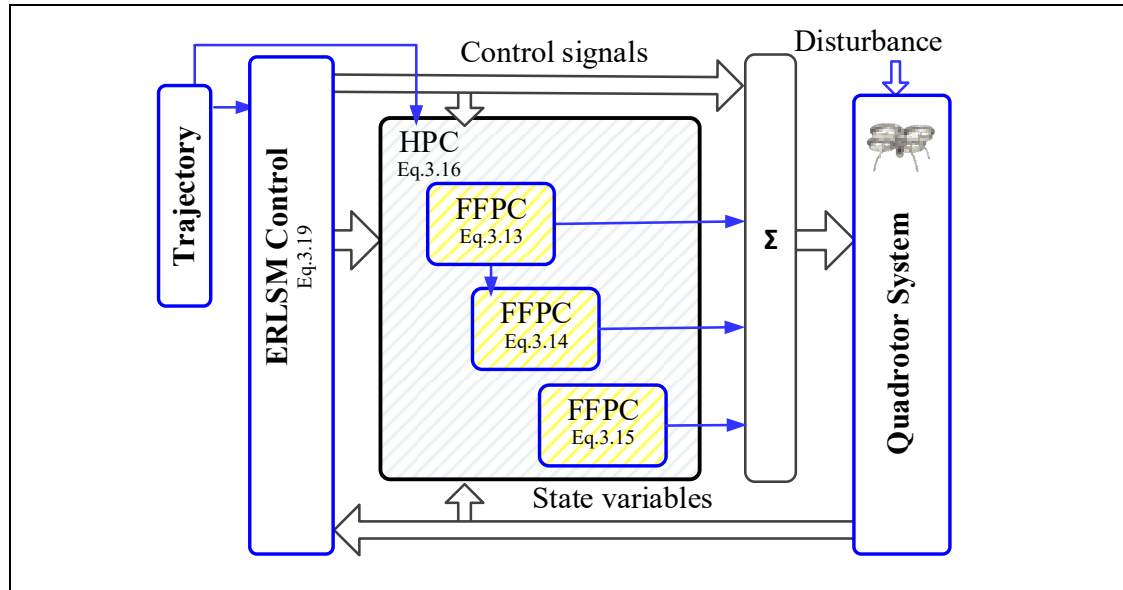 Control signals
Disturbance
Trajectory
ERLSM Control
Eq.3.19
HPC
Eq.3.16
FFPC
Eq.3.13
FFPC
Eq.3.14
FFPC
Eq.3.15
Σ
Quadrotor System
State variables